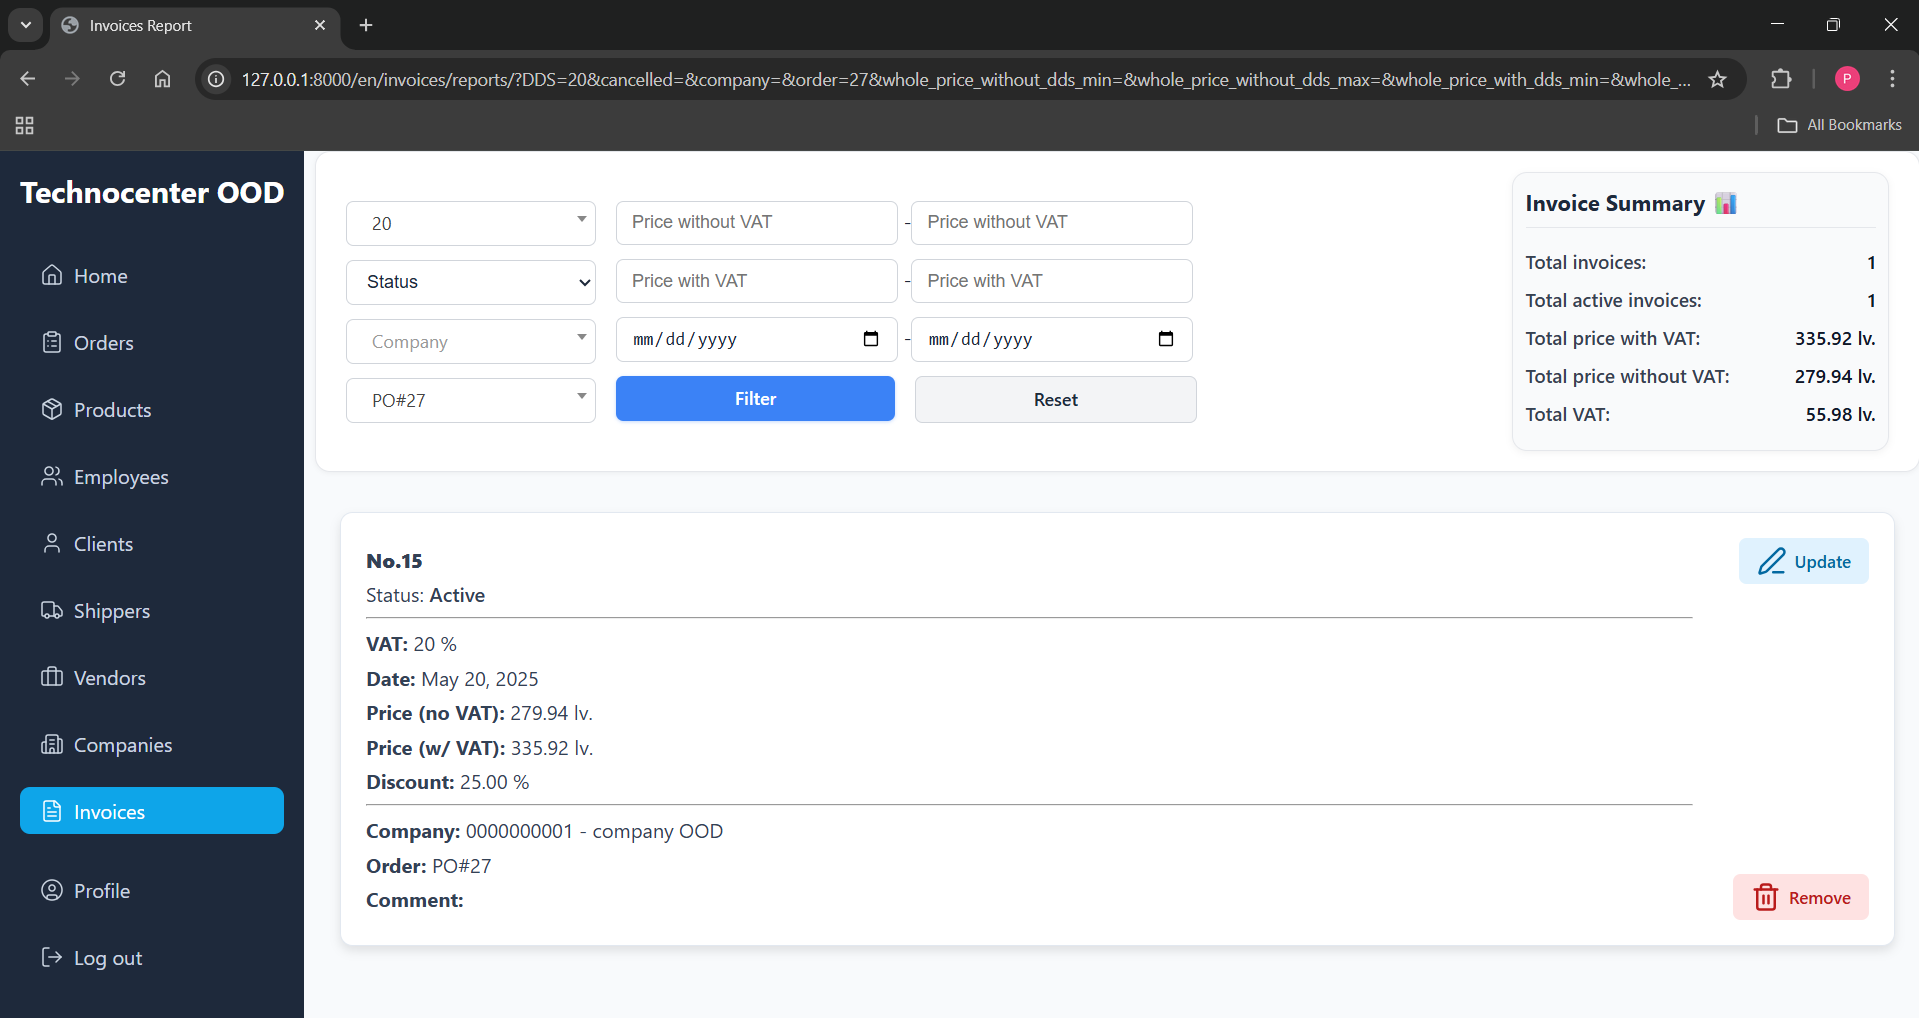 Invoices Report
127.0.0.1:8000/en/invoices/reports/?DDS=20&cancelled=&company=&order=27&whole_price_without_dds_min=&whole_price_without_dds_max=&whole_price_with_dds_min=&whole_...
P
All Bookmarks
Technocenter OOD
Home
Orders
Products
Employees
Clients
Shippers
Vendors
Companies
Invoices
Profile
Log out
20
Price without VAT - Price without VAT
Status
Price with VAT - Price with VAT
Company
mm/dd/yyyy - mm/dd/yyyy
PO#27
Filter
Reset
Invoice Summary 📊
Total invoices: 1
Total active invoices: 1
Total price with VAT: 335.92 lv.
Total price without VAT: 279.94 lv.
Total VAT: 55.98 lv.
No.15
Update
Status: Active
VAT: 20 %
Date: May 20, 2025
Price (no VAT): 279.94 lv.
Price (w/ VAT): 335.92 lv.
Discount: 25.00 %
Company: 0000000001 - company OOD
Order: PO#27
Comment:
Remove